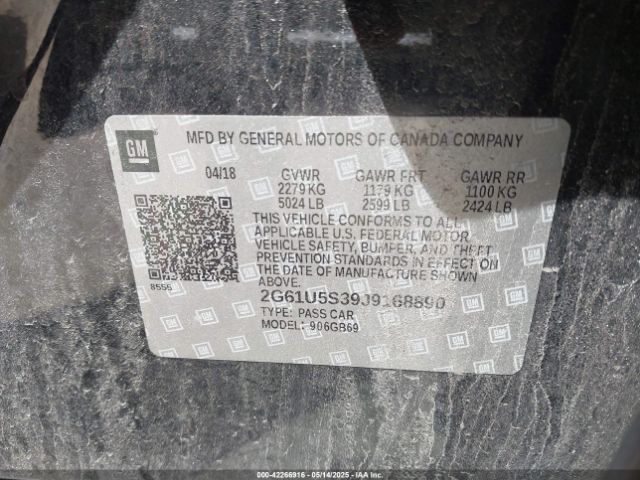 GM
MFD BY GENERAL MOTORS OF CANADA COMPANY
04/18 GVWR GAWR FRT GAWR RR
2279 KG 1179 KG 1100 KG
5024 LB 2599 LB 2424 LB
THIS VEHICLE CONFORMS TO ALL
APPLICABLE U.S. FEDERAL MOTOR
VEHICLE SAFETY, BUMPER, AND THEFT
PREVENTION STANDARDS IN EFFECT ON
THE DATE OF MANUFACTURE SHOWN
ABOVE.
8555
2G61U5S39J9168890
TYPE: PASS CAR
MODEL: 906GB69
000-42266916 - 05/14/2025 - IAAI.COM